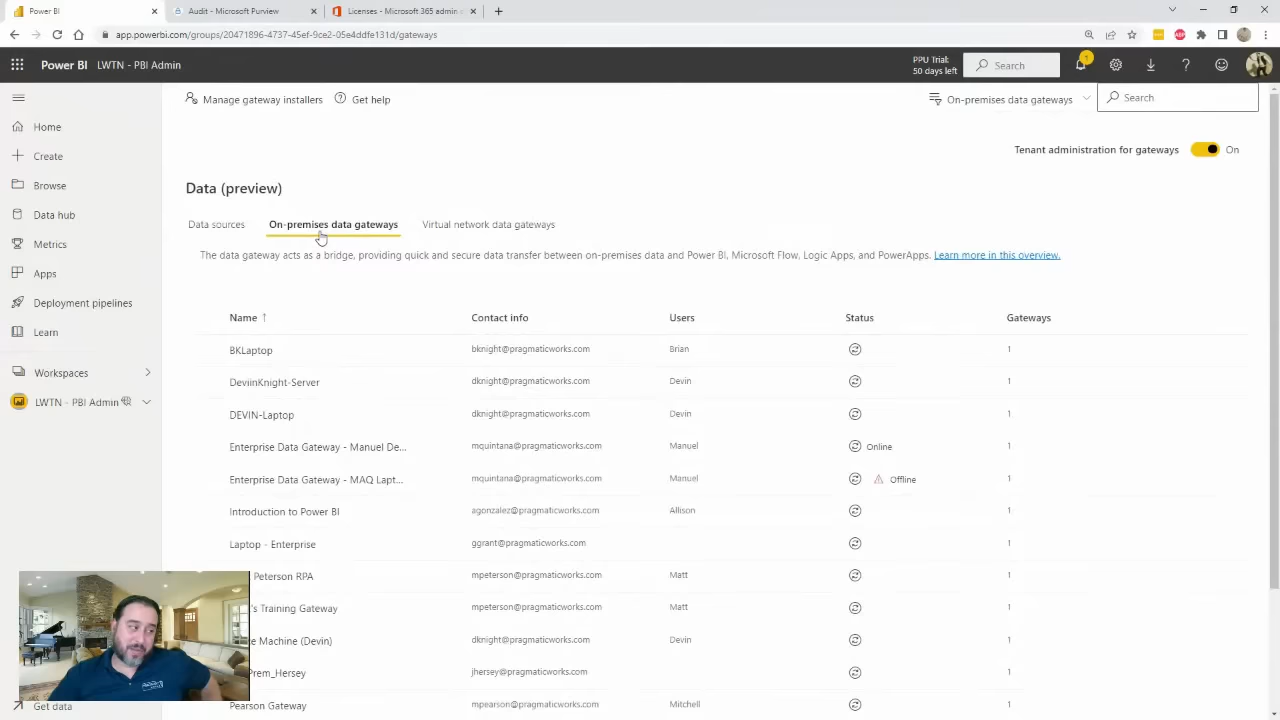 Power BI
Audit - Microsoft Purview
Licenses - Microsoft 365 admin c
app.powerbi.com/groups/20471896-4737-45ef-9ce2-05e4ddfe131d/gateways
Power BI LWTN - PBI Admin
PPU Trial:
50 days left
Search
1
Manage gateway installers Get help
On-premises data gateways
Search
Home
Create
Browse
Data hub
Metrics
Apps
Deployment pipelines
Learn
Workspaces
LWTN - PBI Admin
Get data
Tenant administration for gateways On
Data (preview)
Data sources On-premises data gateways Virtual network data gateways
The data gateway acts as a bridge, providing quick and secure data transfer between on-premises data and Power BI, Microsoft Flow, Logic Apps, and PowerApps. Learn more in this overview.
Name ↑ Contact info Users Status Gateways
BKLaptop bknight@pragmaticworks.com Brian 1
DeviinKnight-Server dknight@pragmaticworks.com Devin 1
DEVIN-Laptop dknight@pragmaticworks.com Devin 1
Enterprise Data Gateway - Manuel De... mquintana@pragmaticworks.com Manuel Online 1
Enterprise Data Gateway - MAQ Lapt... mquintana@pragmaticworks.com Manuel Offline 1
Introduction to Power BI agonzalez@pragmaticworks.com Allison 1
Laptop - Enterprise ggrant@pragmaticworks.com 1
Peterson RPA mpeterson@pragmaticworks.com Matt 1
's Training Gateway mpeterson@pragmaticworks.com Matt 1
e Machine (Devin) dknight@pragmaticworks.com Devin 1
Prem_Hersey jhersey@pragmaticworks.com 1
Pearson Gateway mpearson@pragmaticworks.com Mitchell 1